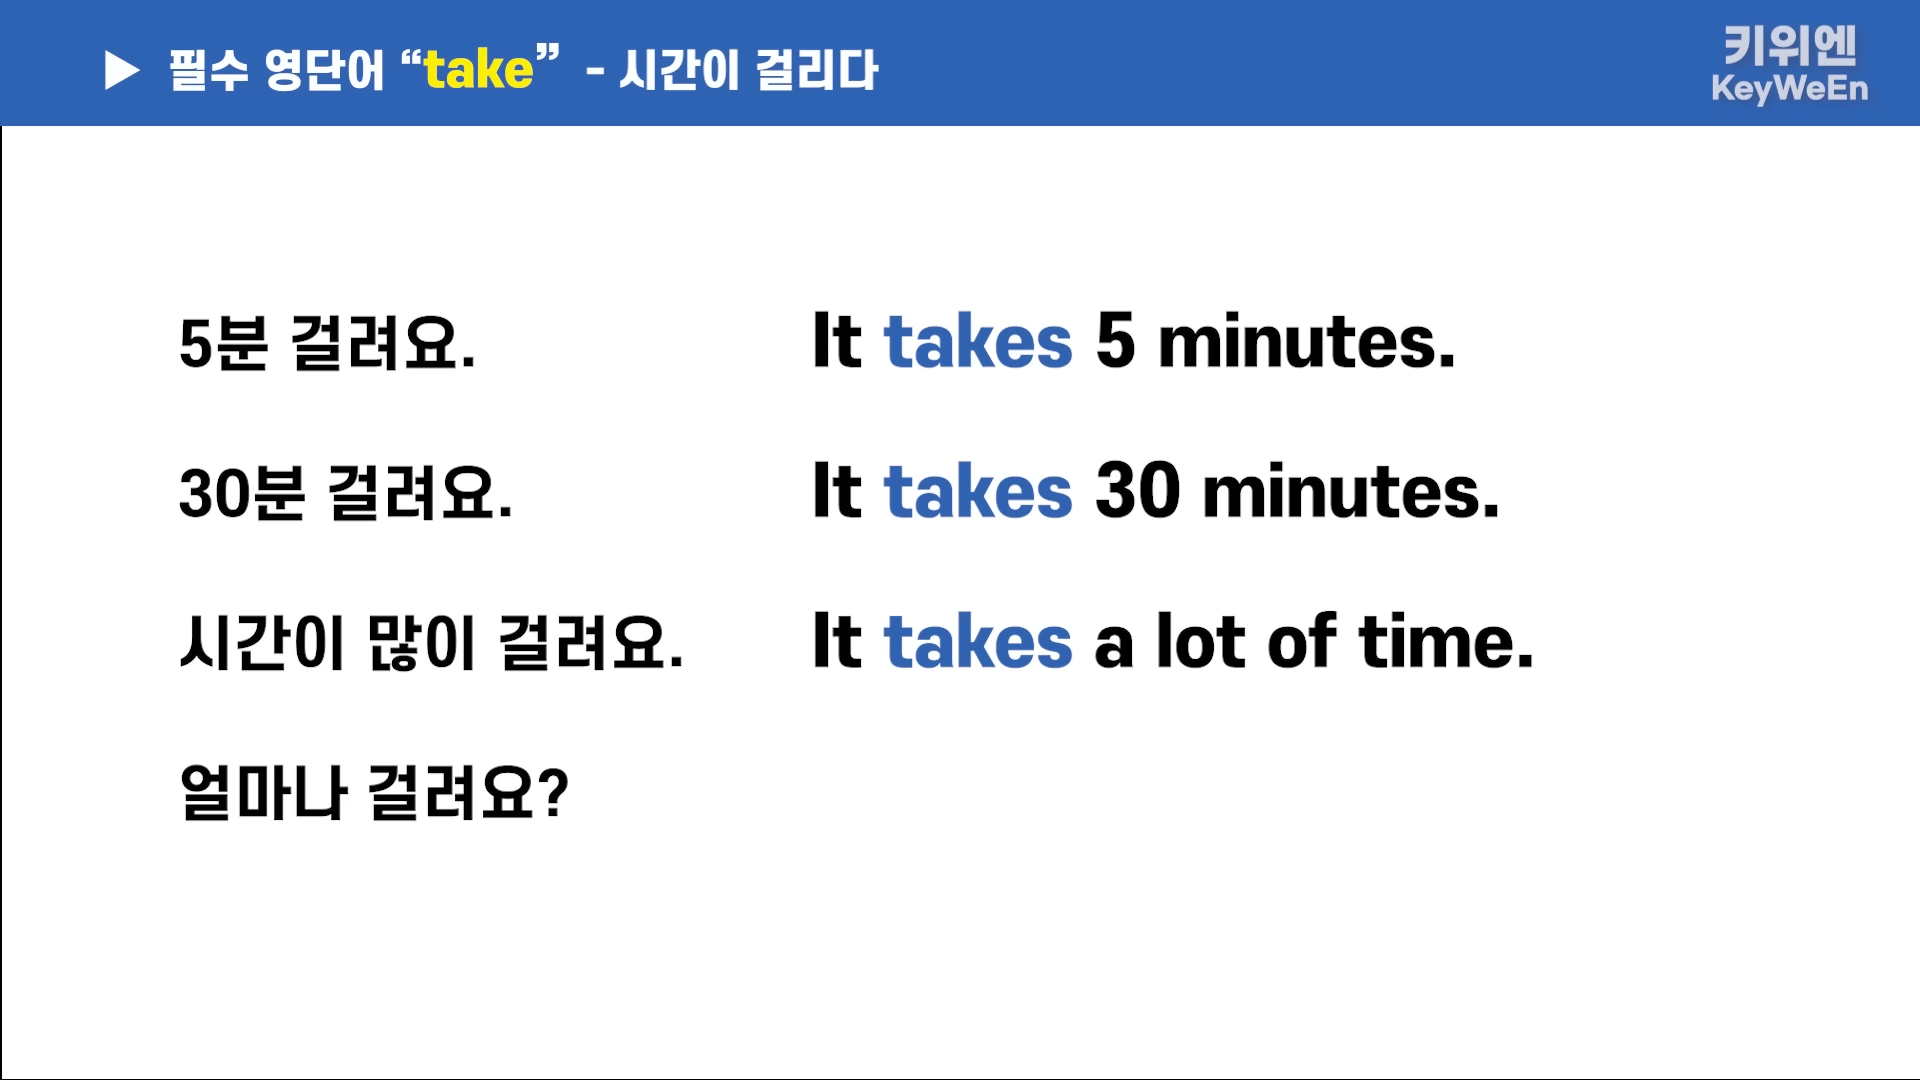 ▶ 필수 영단어 “take” - 시간이 걸리다
키위엔
KeyWeEn
5분 걸려요. It takes 5 minutes.
30분 걸려요. It takes 30 minutes.
시간이 많이 걸려요. It takes a lot of time.
얼마나 걸려요?